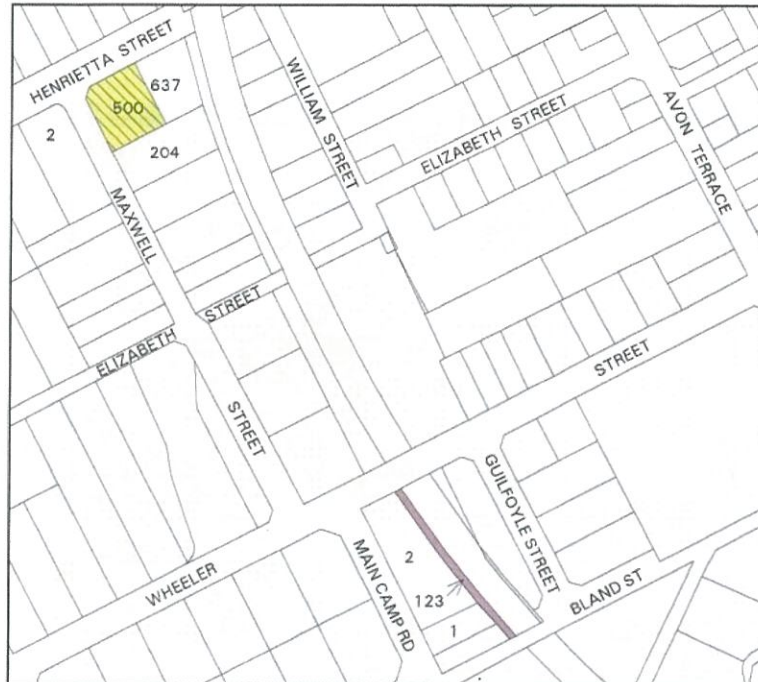 HENRIETTA STREET
637
500
2
204
WILLIAM STREET
ELIZABETH STREET
AVON TERRACE
MAXWELL
STREET
ELIZABETH
STREET
STREET
GUILFOYLE STREET
WHEELER
MAIN CAMP RD
2
123
1
BLAND ST